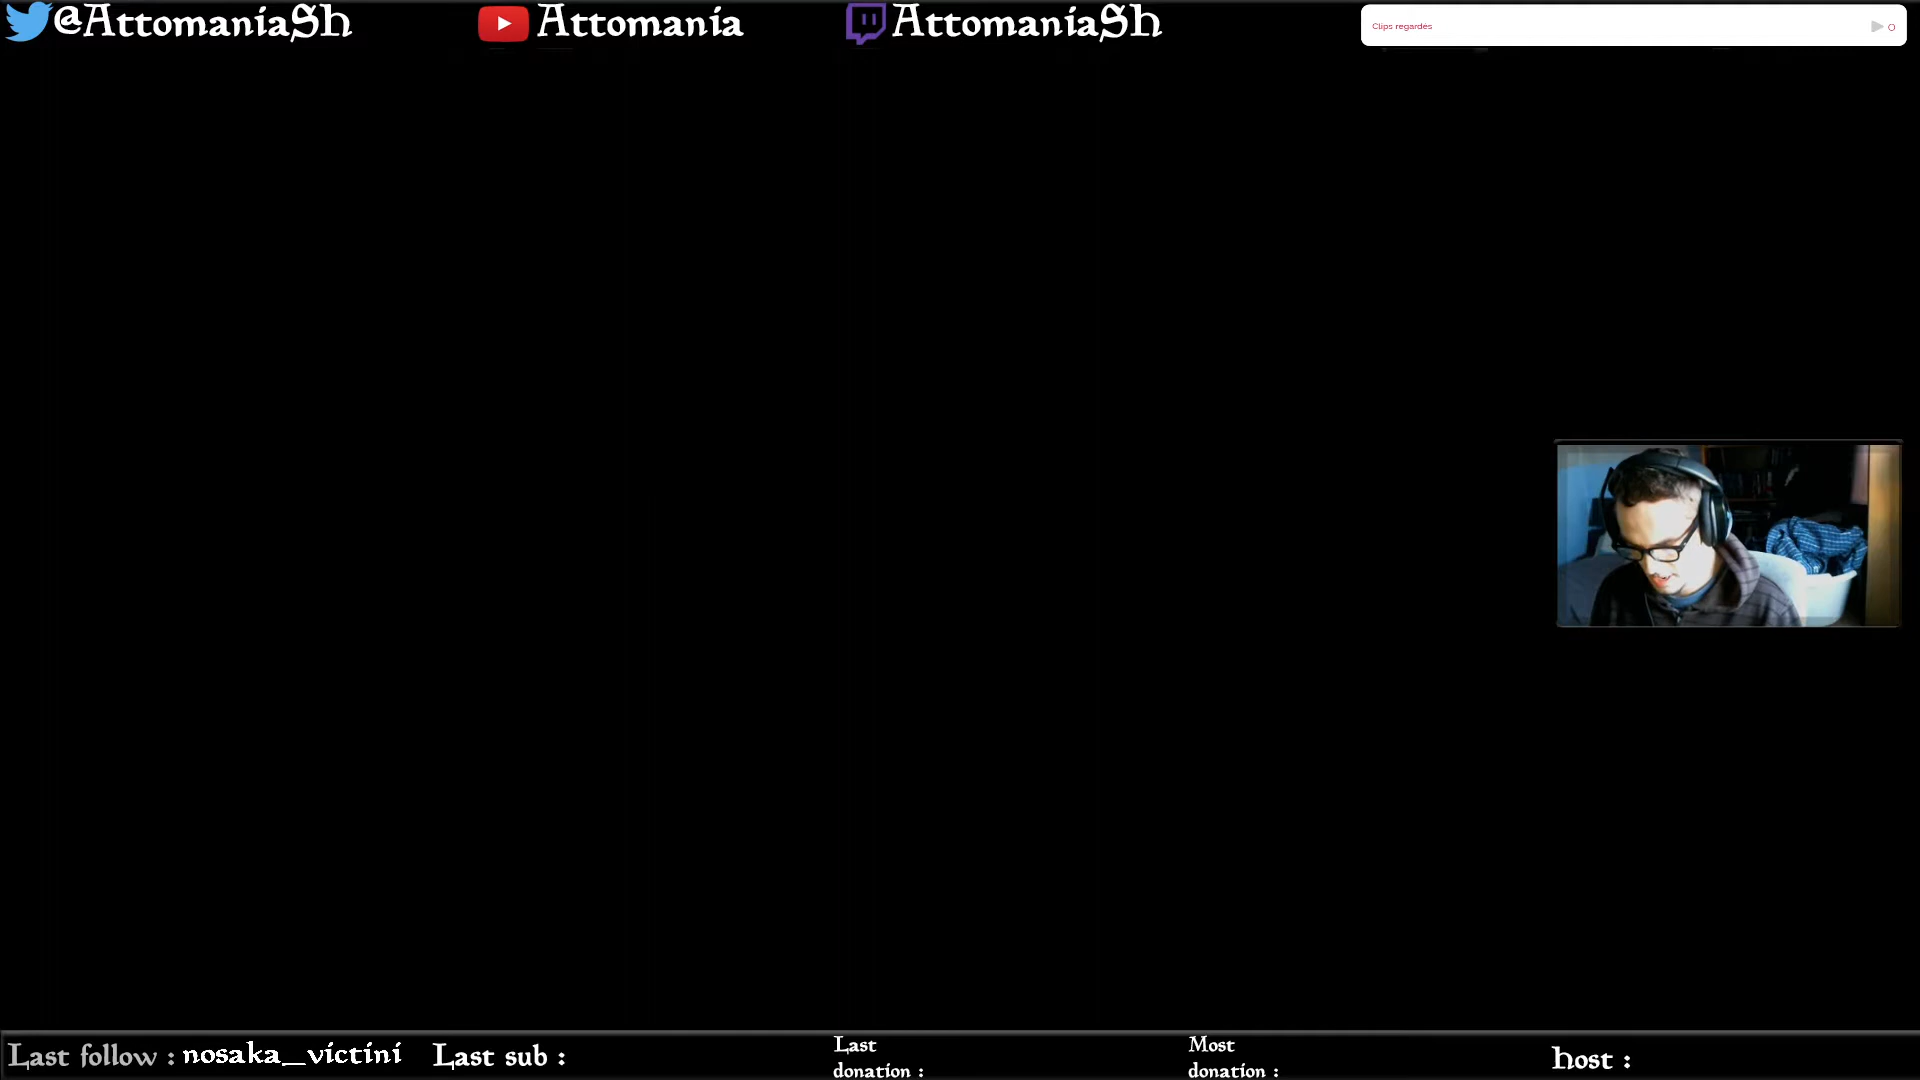 @AttomaniaSh
Attomania
AttomaniaSh
Clips regardés
0
Last follow : nosaka_victini
Last sub :
Last
donation :
Most
donation :
host :